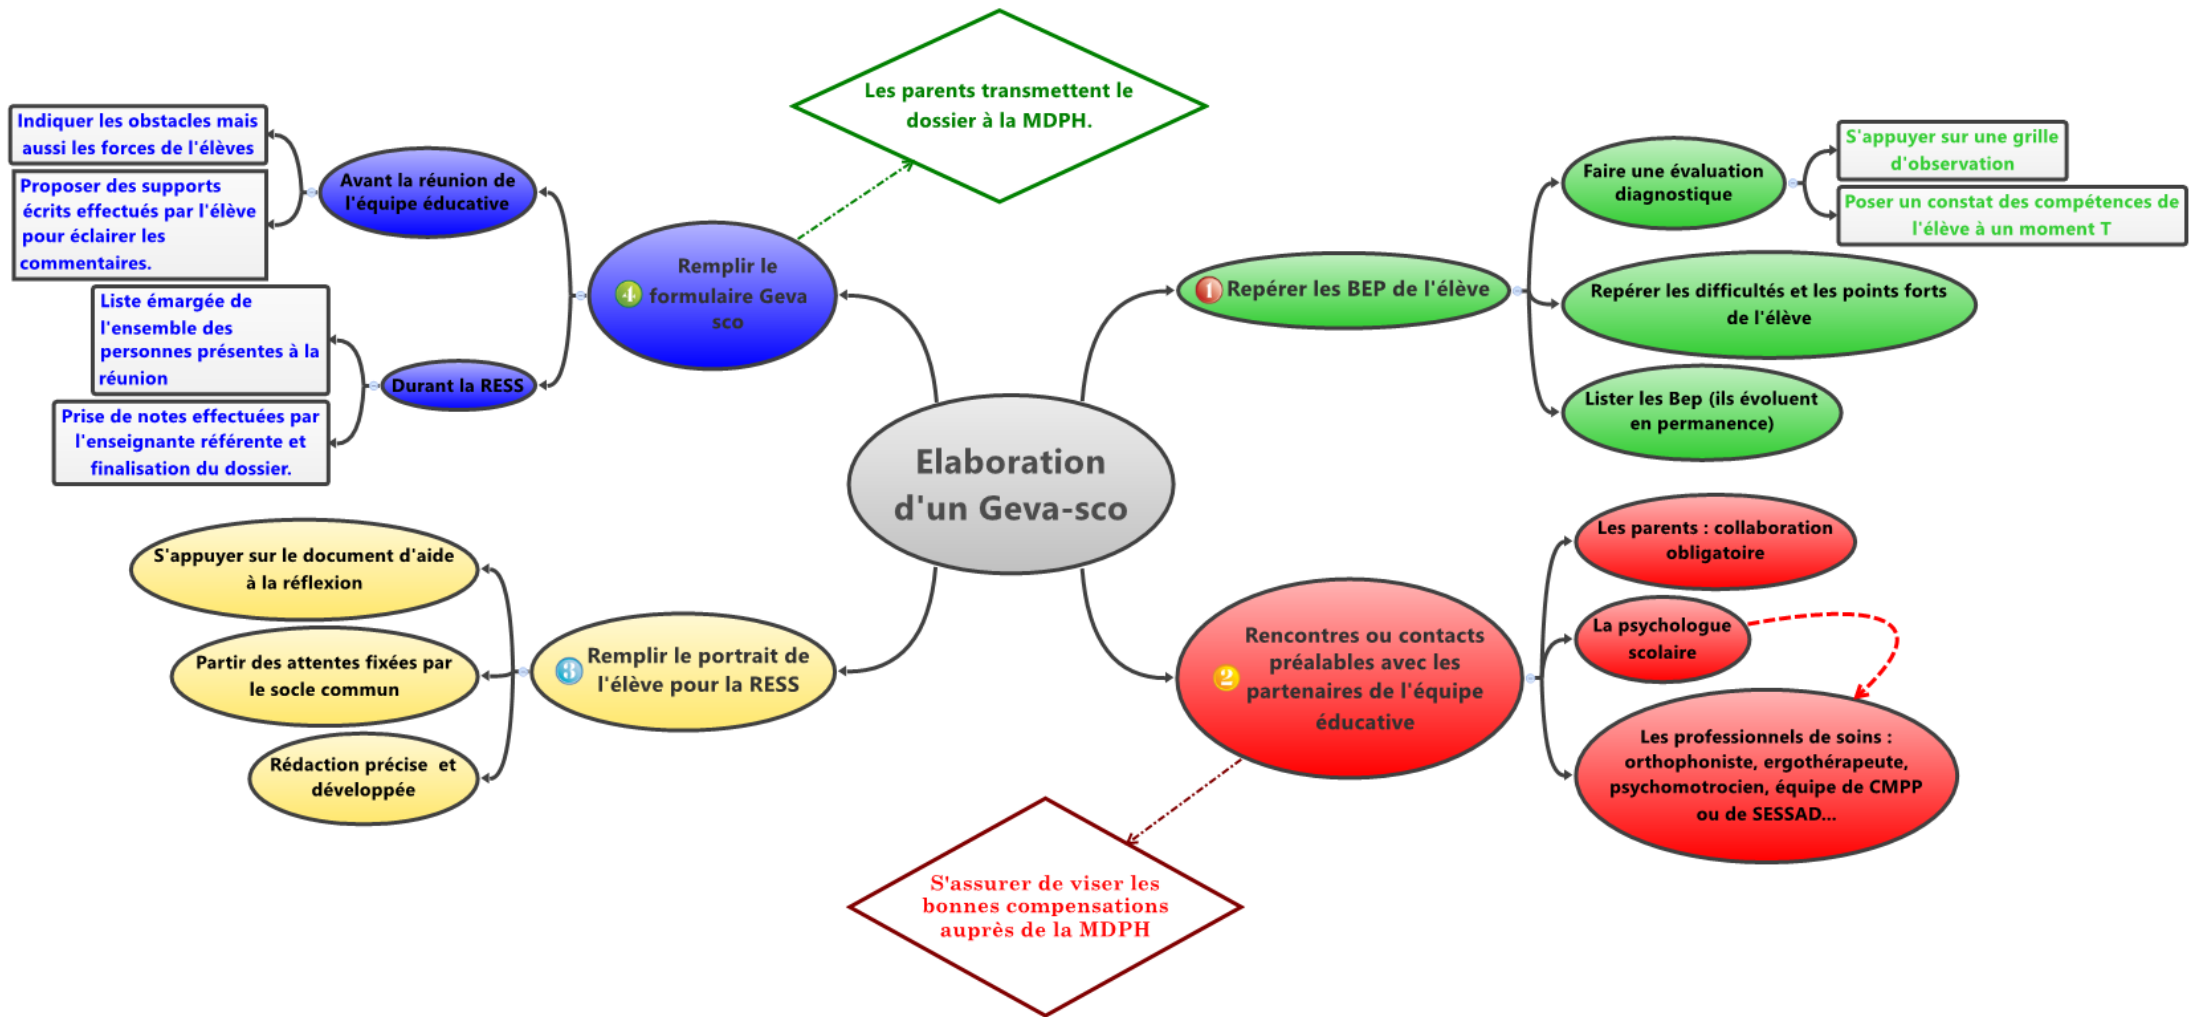 Elaboration
d'un Geva-sco
1
Repérer les BEP de l'élève
Faire une évaluation
diagnostique
S'appuyer sur une grille
d'observation
Poser un constat des compétences de
l'élève à un moment T
Repérer les difficultés et les points forts
de l'élève
Lister les Bep (ils évoluent
en permanence)
2
Rencontres ou contacts
préalables avec les
partenaires de l'équipe
éducative
Les parents : collaboration
obligatoire
La psychologue
scolaire
Les professionnels de soins :
orthophoniste, ergothérapeute,
psychomotrocien, équipe de CMPP
ou de SESSAD...
S'assurer de viser les
bonnes compensations
auprès de la MDPH
3
Remplir le portrait de
l'élève pour la RESS
S'appuyer sur le document d'aide
à la réflexion
Partir des attentes fixées par
le socle commun
Rédaction précise et
développée
4
Remplir le
formulaire Geva
sco
Avant la réunion de
l'équipe éducative
Indiquer les obstacles mais
aussi les forces de l'élèves
Proposer des supports
écrits effectués par l'élève
pour éclairer les
commentaires.
Durant la RESS
Liste émargée de
l'ensemble des
personnes présentes à la
réunion
Prise de notes effectuées par
l'enseignante référente et
finalisation du dossier.
Les parents transmettent le
dossier à la MDPH.